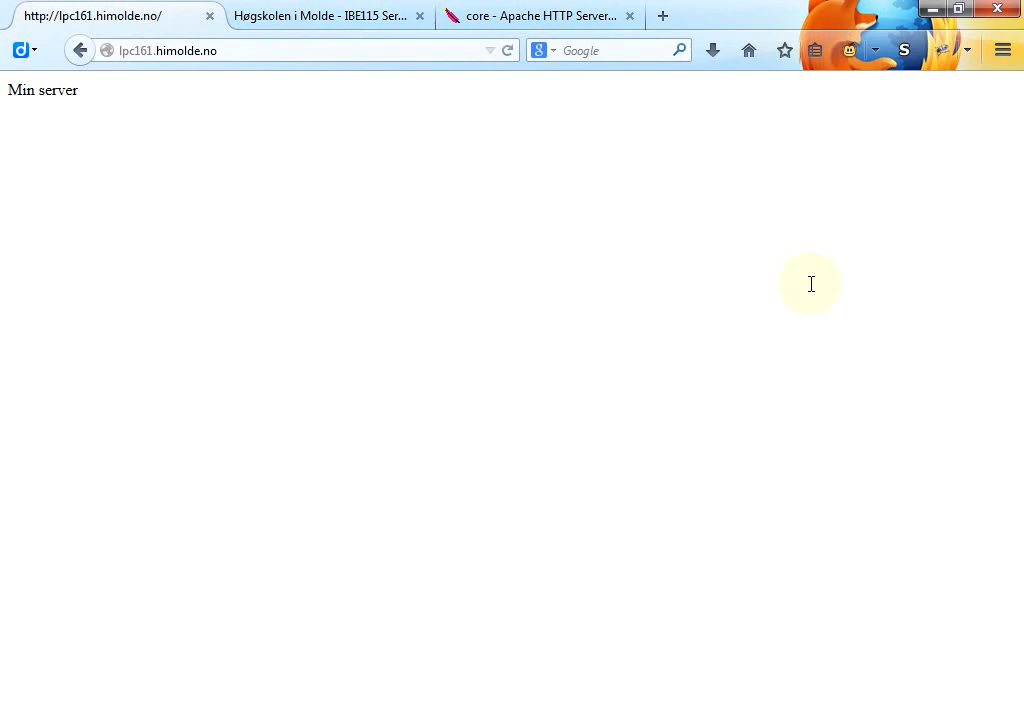 http://lpc161.himolde.no/
Høgskolen i Molde - IBE115 Ser...
core - Apache HTTP Server...
lpc161.himolde.no
Google
Min server